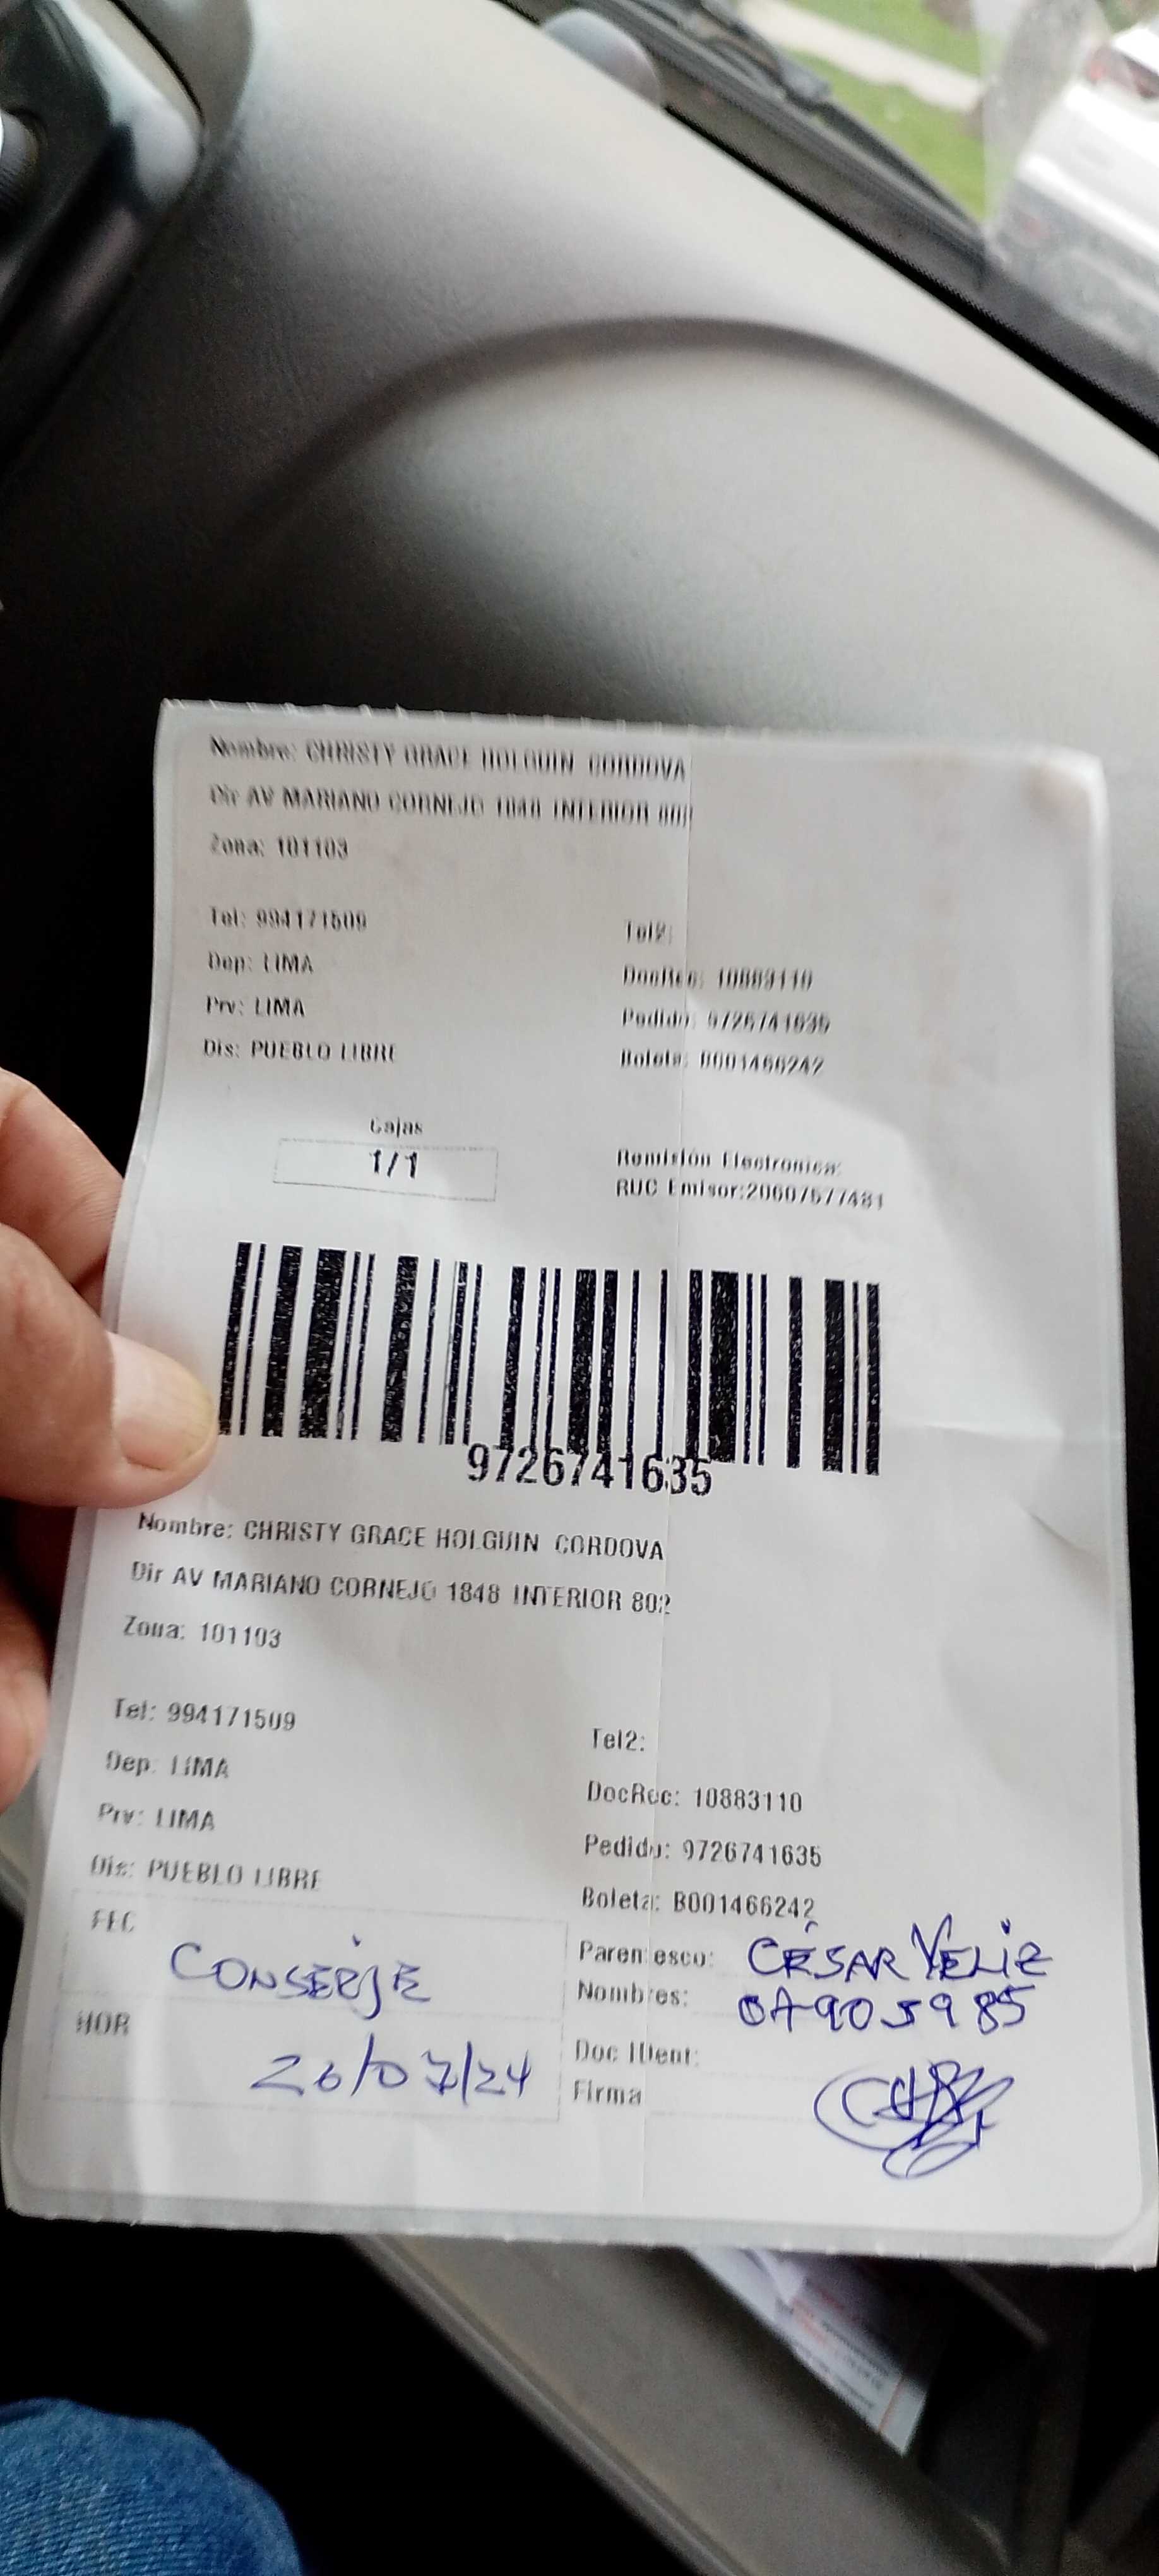 Nombre: CHRISTY GRACE HOLGUIN CORDOVA
Dir AV MARIANO CORNEJO 1848 INTERIOR 802
Zona: 101103
Tel: 994171509
Tel2:
Dep: LIMA
DocRec: 10883110
Prv: LIMA
Pedido: 9726741635
Dis: PUEBLO LIBRE
Boleta: B001466242
Cajas
1/1
Remisión Electronica:
RUC Emisor:20607577481
9726741635
Nombre: CHRISTY GRACE HOLGUIN CORDOVA
Dir AV MARIANO CORNEJO 1848 INTERIOR 802
Zona: 101103
Tel: 994171509
Tel2:
Dep: LIMA
DocRec: 10883110
Prv: LIMA
Pedido: 9726741635
Dis: PUEBLO LIBRE
Boleta: B001466242
FEC
CONSERJE
Parentesco: CÉSAR VELIZ
Nombres: 0A905985
HOR
26/07/24
Doc IDent:
Firma